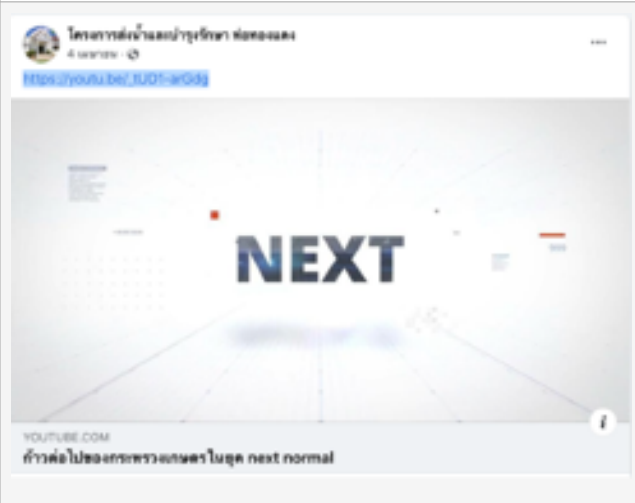 โครงการส่งน้ำและบำรุงรักษา ท่อทองแดง
4 เมษายน ·
https://youtu.be/_tUO1-arGdg
NEXT
YOUTUBE.COM
ก้าวต่อไปของกระทรวงเกษตรในยุค next normal